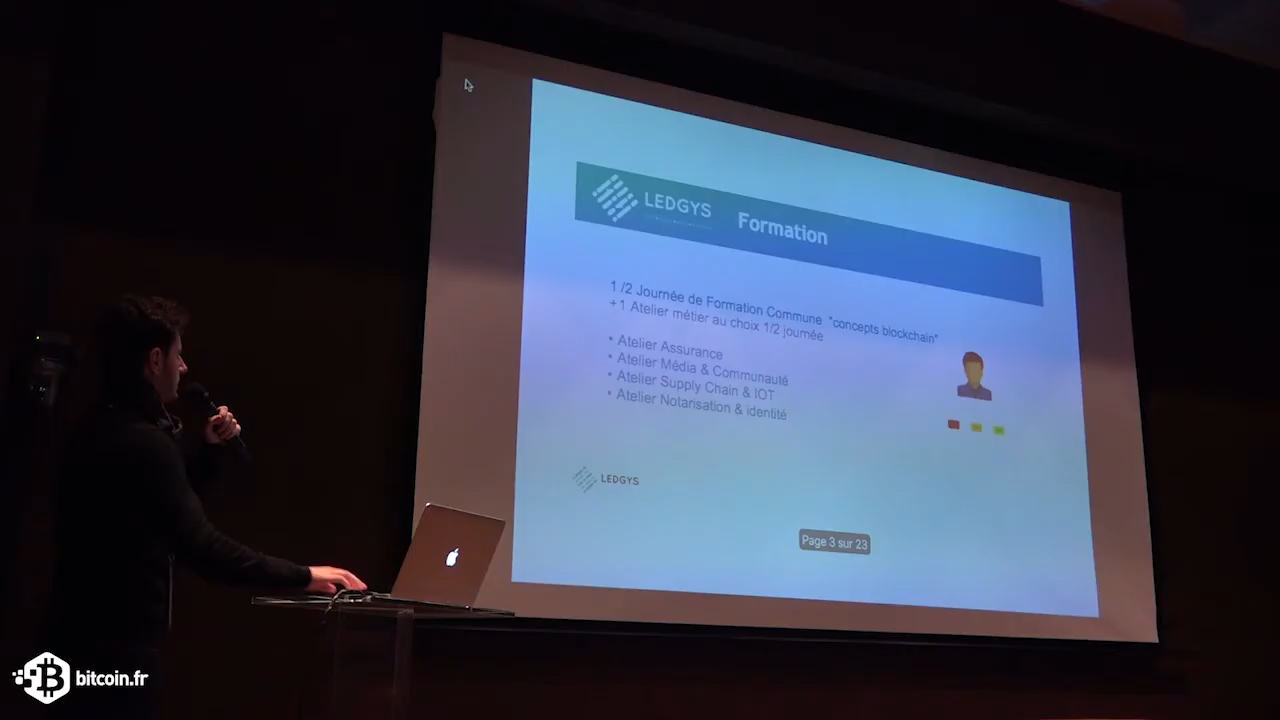 LEDGYS
Formation
1 /2 Journée de Formation Commune "concepts blockchain"
+1 Atelier métier au choix 1/2 journée
• Atelier Assurance
• Atelier Média & Communauté
• Atelier Supply Chain & IOT
• Atelier Notarisation & identité
LEDGYS
Page 3 sur 23
bitcoin.fr